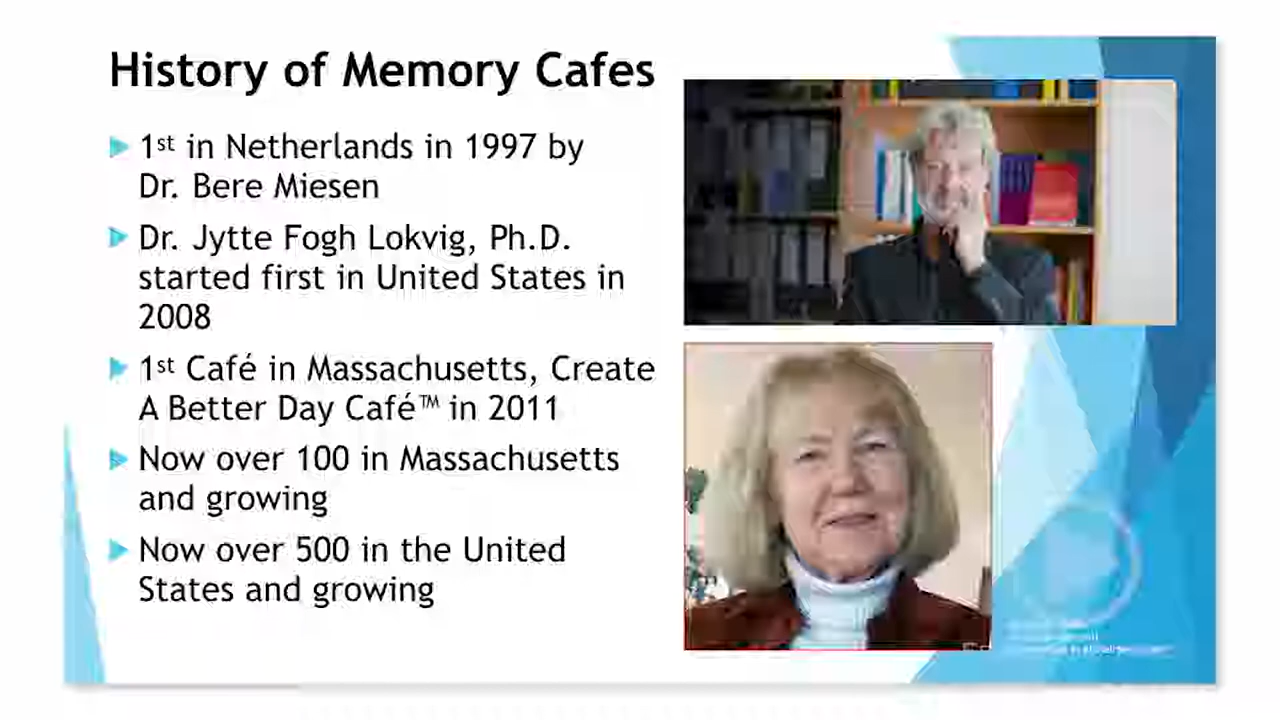 History of Memory Cafes
1st in Netherlands in 1997 by
Dr. Bere Miesen
Dr. Jytte Fogh Lokvig, Ph.D.
started first in United States in
2008
1st Café in Massachusetts, Create
A Better Day Café™ in 2011
Now over 100 in Massachusetts
and growing
Now over 500 in the United
States and growing